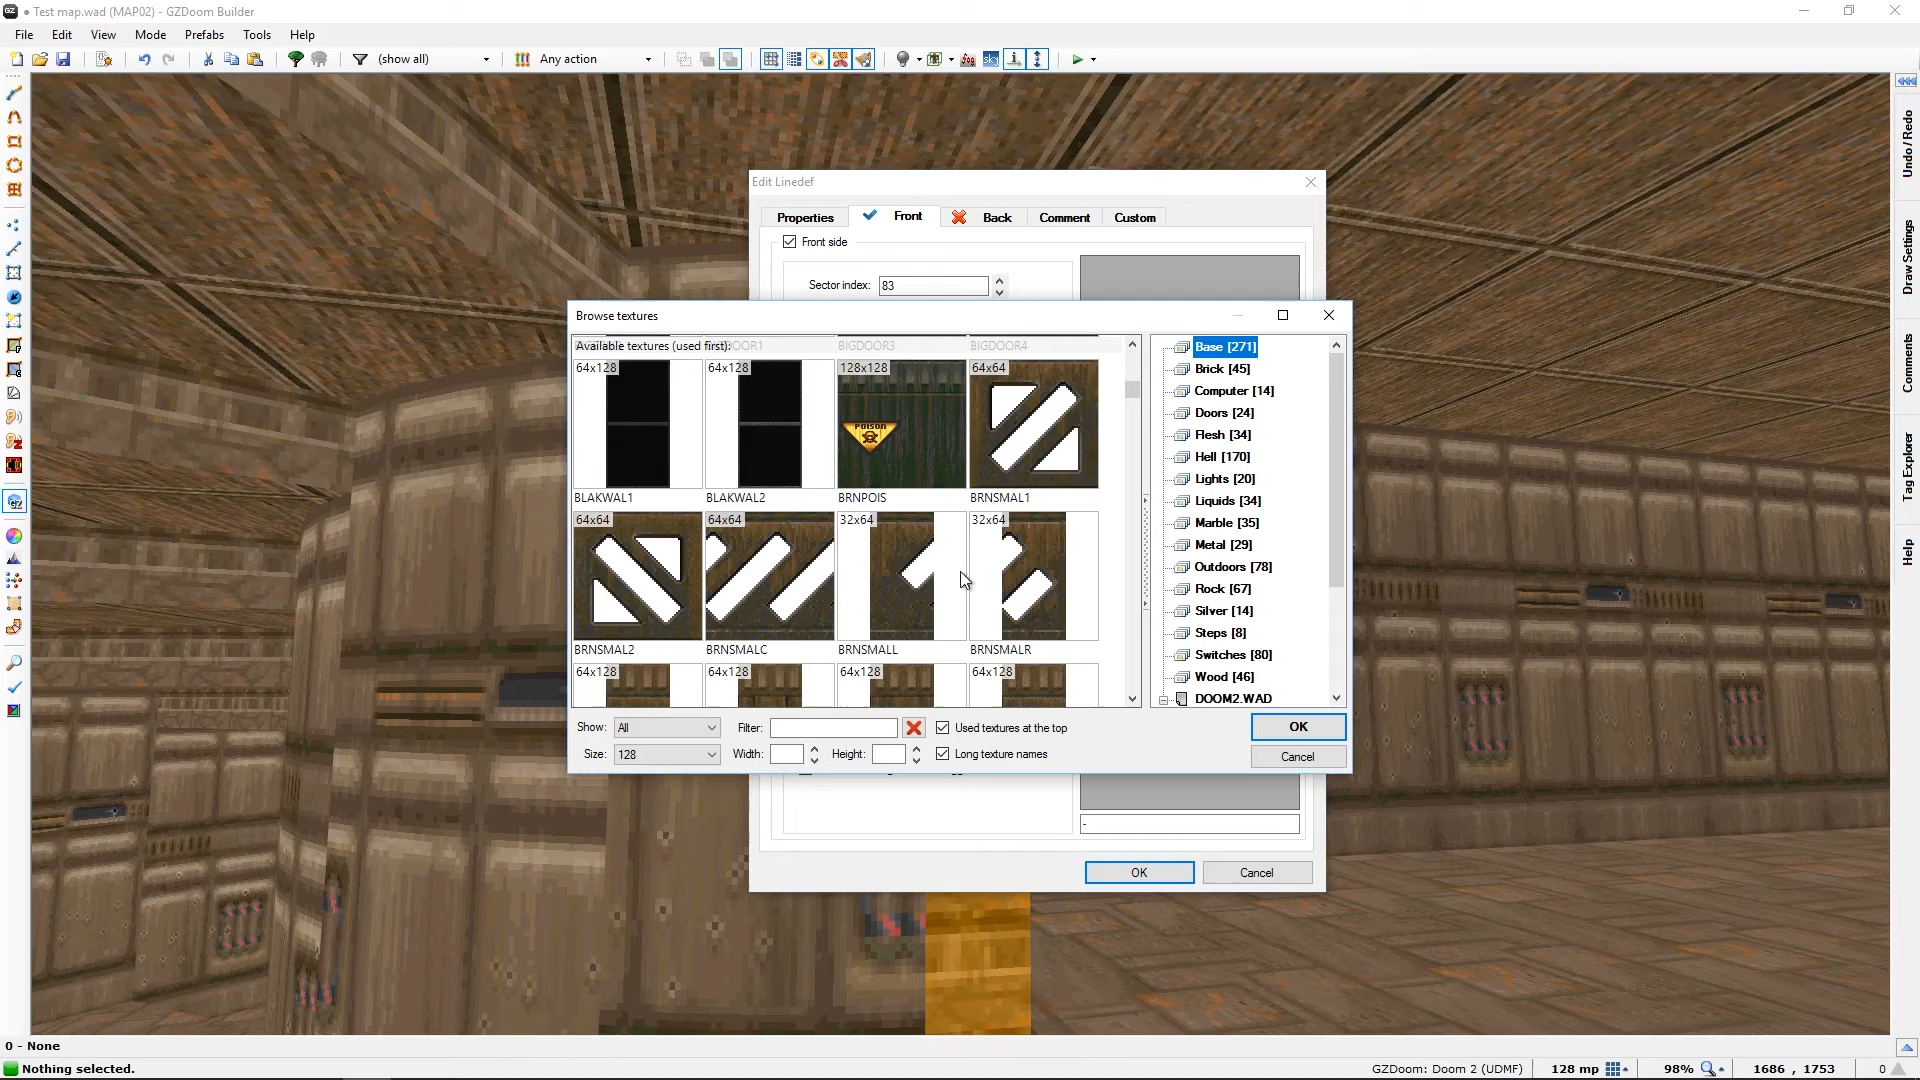 Test map.wad (MAP02) - GZDoom Builder
File Edit View Mode Prefabs Tools Help
(show all) Any action
Undo / Redo
Draw Settings
Comments
Tag Explorer
Help
Edit Linedef
Properties Front Back Comment Custom
Front side
Sector index: 83
Browse textures
Available textures (used first):
BIGDOOR3 BIGDOOR4
64x128 64x128 128x128 64x64
POISON
BLAKWAL1 BLAKWAL2 BRNPOIS BRNSMAL1
64x64 64x64 32x64 32x64
BRNSMAL2 BRNSMALC BRNSMALL BRNSMALR
64x128 64x128 64x128 64x128
Base [271]
Brick [45]
Computer [14]
Doors [24]
Flesh [34]
Hell [170]
Lights [20]
Liquids [34]
Marble [35]
Metal [29]
Outdoors [78]
Rock [67]
Silver [14]
Steps [8]
Switches [80]
Wood [46]
DOOM2.WAD
Show: All Filter: Used textures at the top
Size: 128 Width: Height: Long texture names
OK
Cancel
-
OK Cancel
0 - None
Nothing selected.
GZDoom: Doom 2 (UDMF) 128 mp 98% 1686 , 1753 0